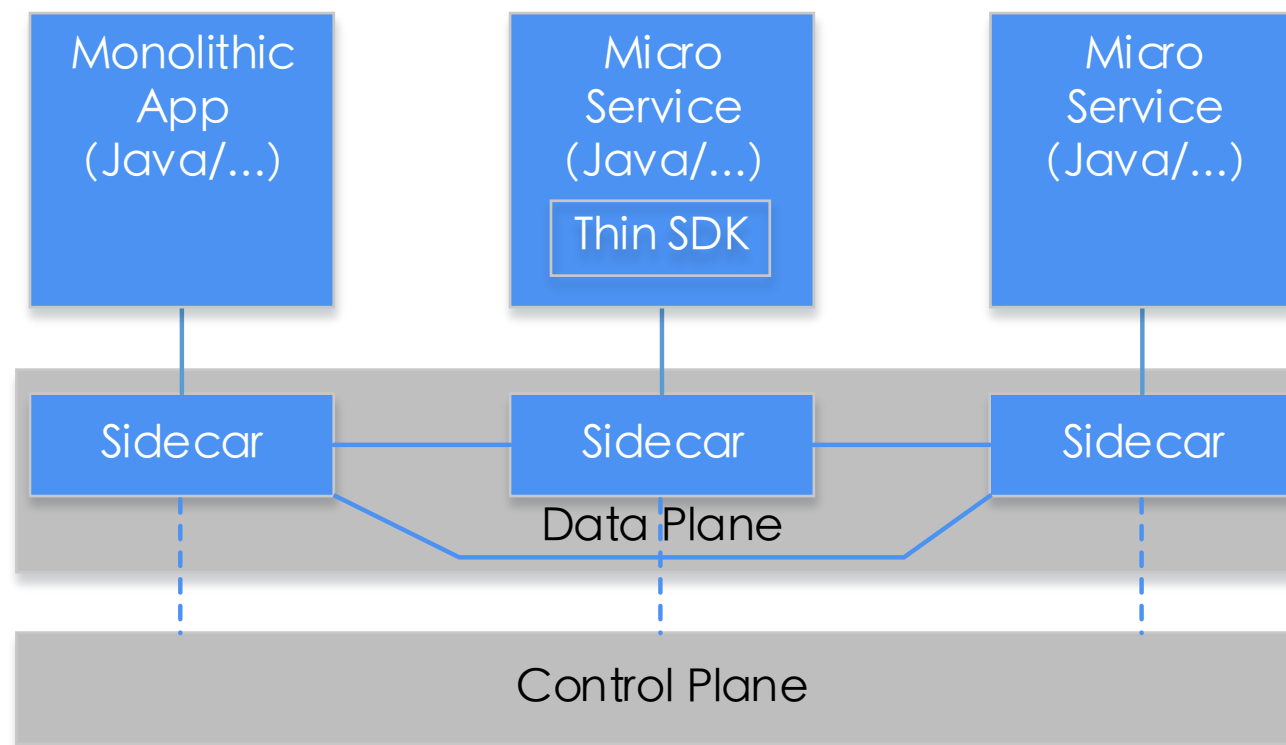 Monolithic
App
(Java/...)
Micro
Service
(Java/...)
Thin SDK
Micro
Service
(Java/...)
Sidecar
Sidecar
Sidecar
Data Plane
Control Plane